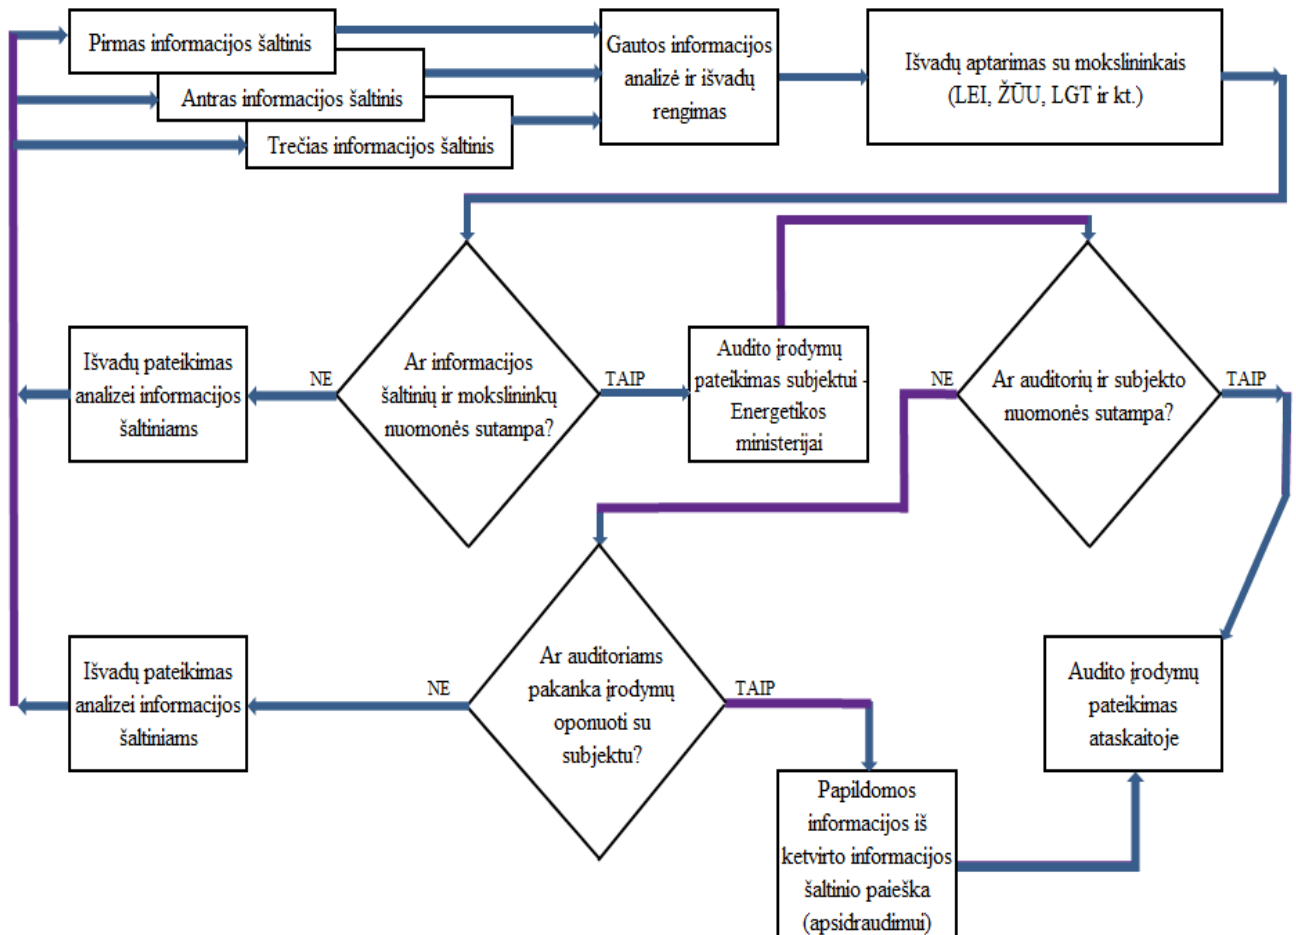 Pirmas informacijos šaltinis
Antras informacijos šaltinis
Trečias informacijos šaltinis
Gautos informacijos
analizė ir išvadų
rengimas
Išvadų aptarimas su mokslininkais
(LEI, ŽŪU, LGT ir kt.)
Išvadų pateikimas
analizei informacijos
šaltiniams
NE
Ar informacijos
šaltinių ir mokslininkų
nuomonės sutampa?
TAIP
Audito įrodymų
pateikimas subjektui -
Energetikos
ministerijai
NE
Ar auditorių ir subjekto
nuomonės sutampa?
TAIP
Išvadų pateikimas
analizei informacijos
šaltiniams
NE
Ar auditoriams
pakanka įrodymų
oponuoti su
subjektu?
TAIP
Audito įrodymų
pateikimas
ataskaitoje
Papildomos
informacijos iš
ketvirto informacijos
šaltinio paieška
(apsidraudimui)